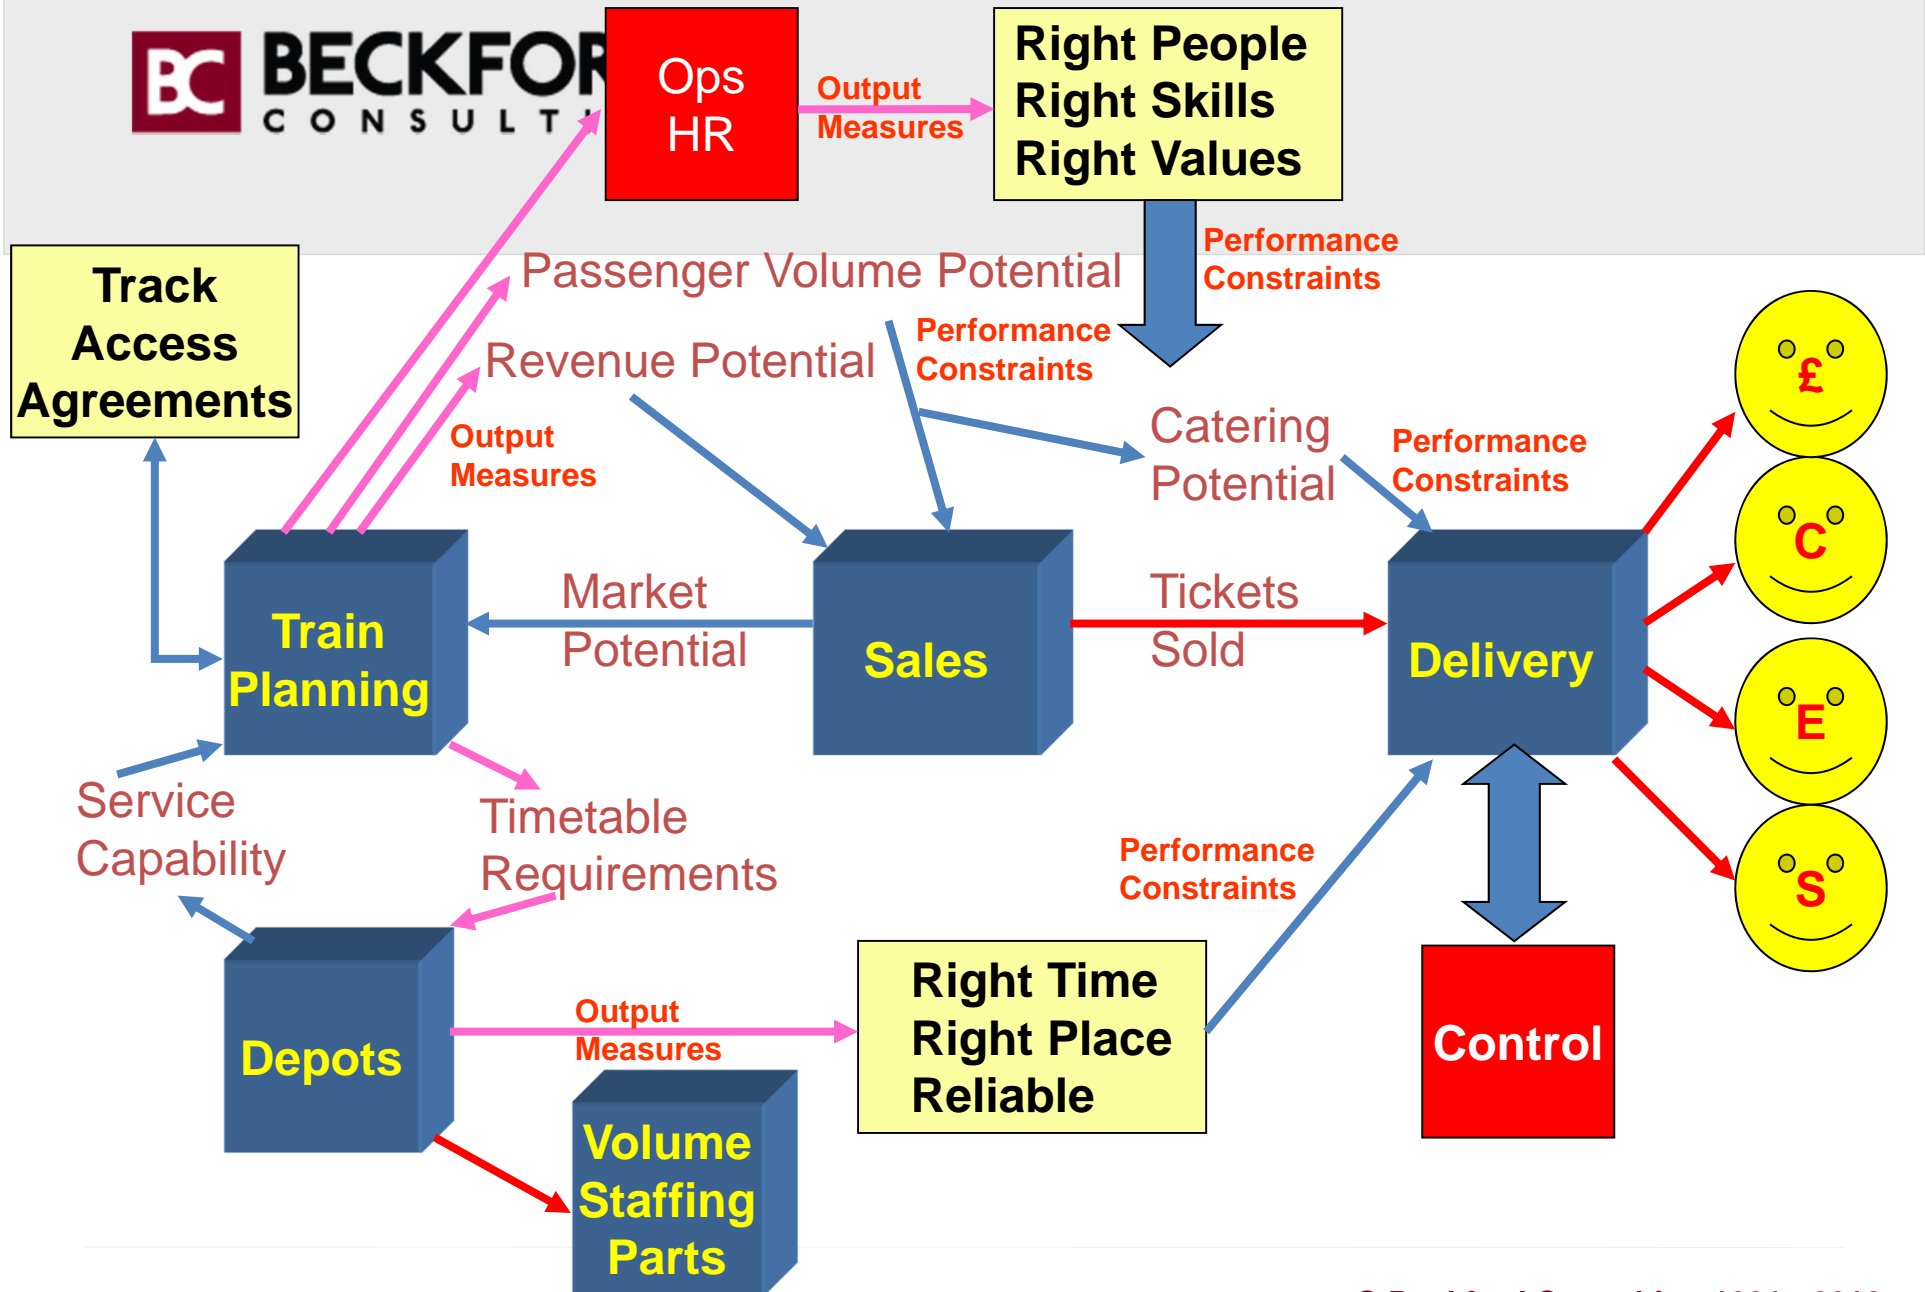 BC BECKFOR
CONSULT
Ops
HR
Output
Measures
Right People
Right Skills
Right Values
Performance
Constraints
Track
Access
Agreements
Passenger Volume Potential
Performance
Constraints
Revenue Potential
Output
Measures
Catering
Potential
Performance
Constraints
£
C
E
S
Train
Planning
Market
Potential
Sales
Tickets
Sold
Delivery
Service
Capability
Timetable
Requirements
Performance
Constraints
Depots
Output
Measures
Right Time
Right Place
Reliable
Control
Volume
Staffing
Parts